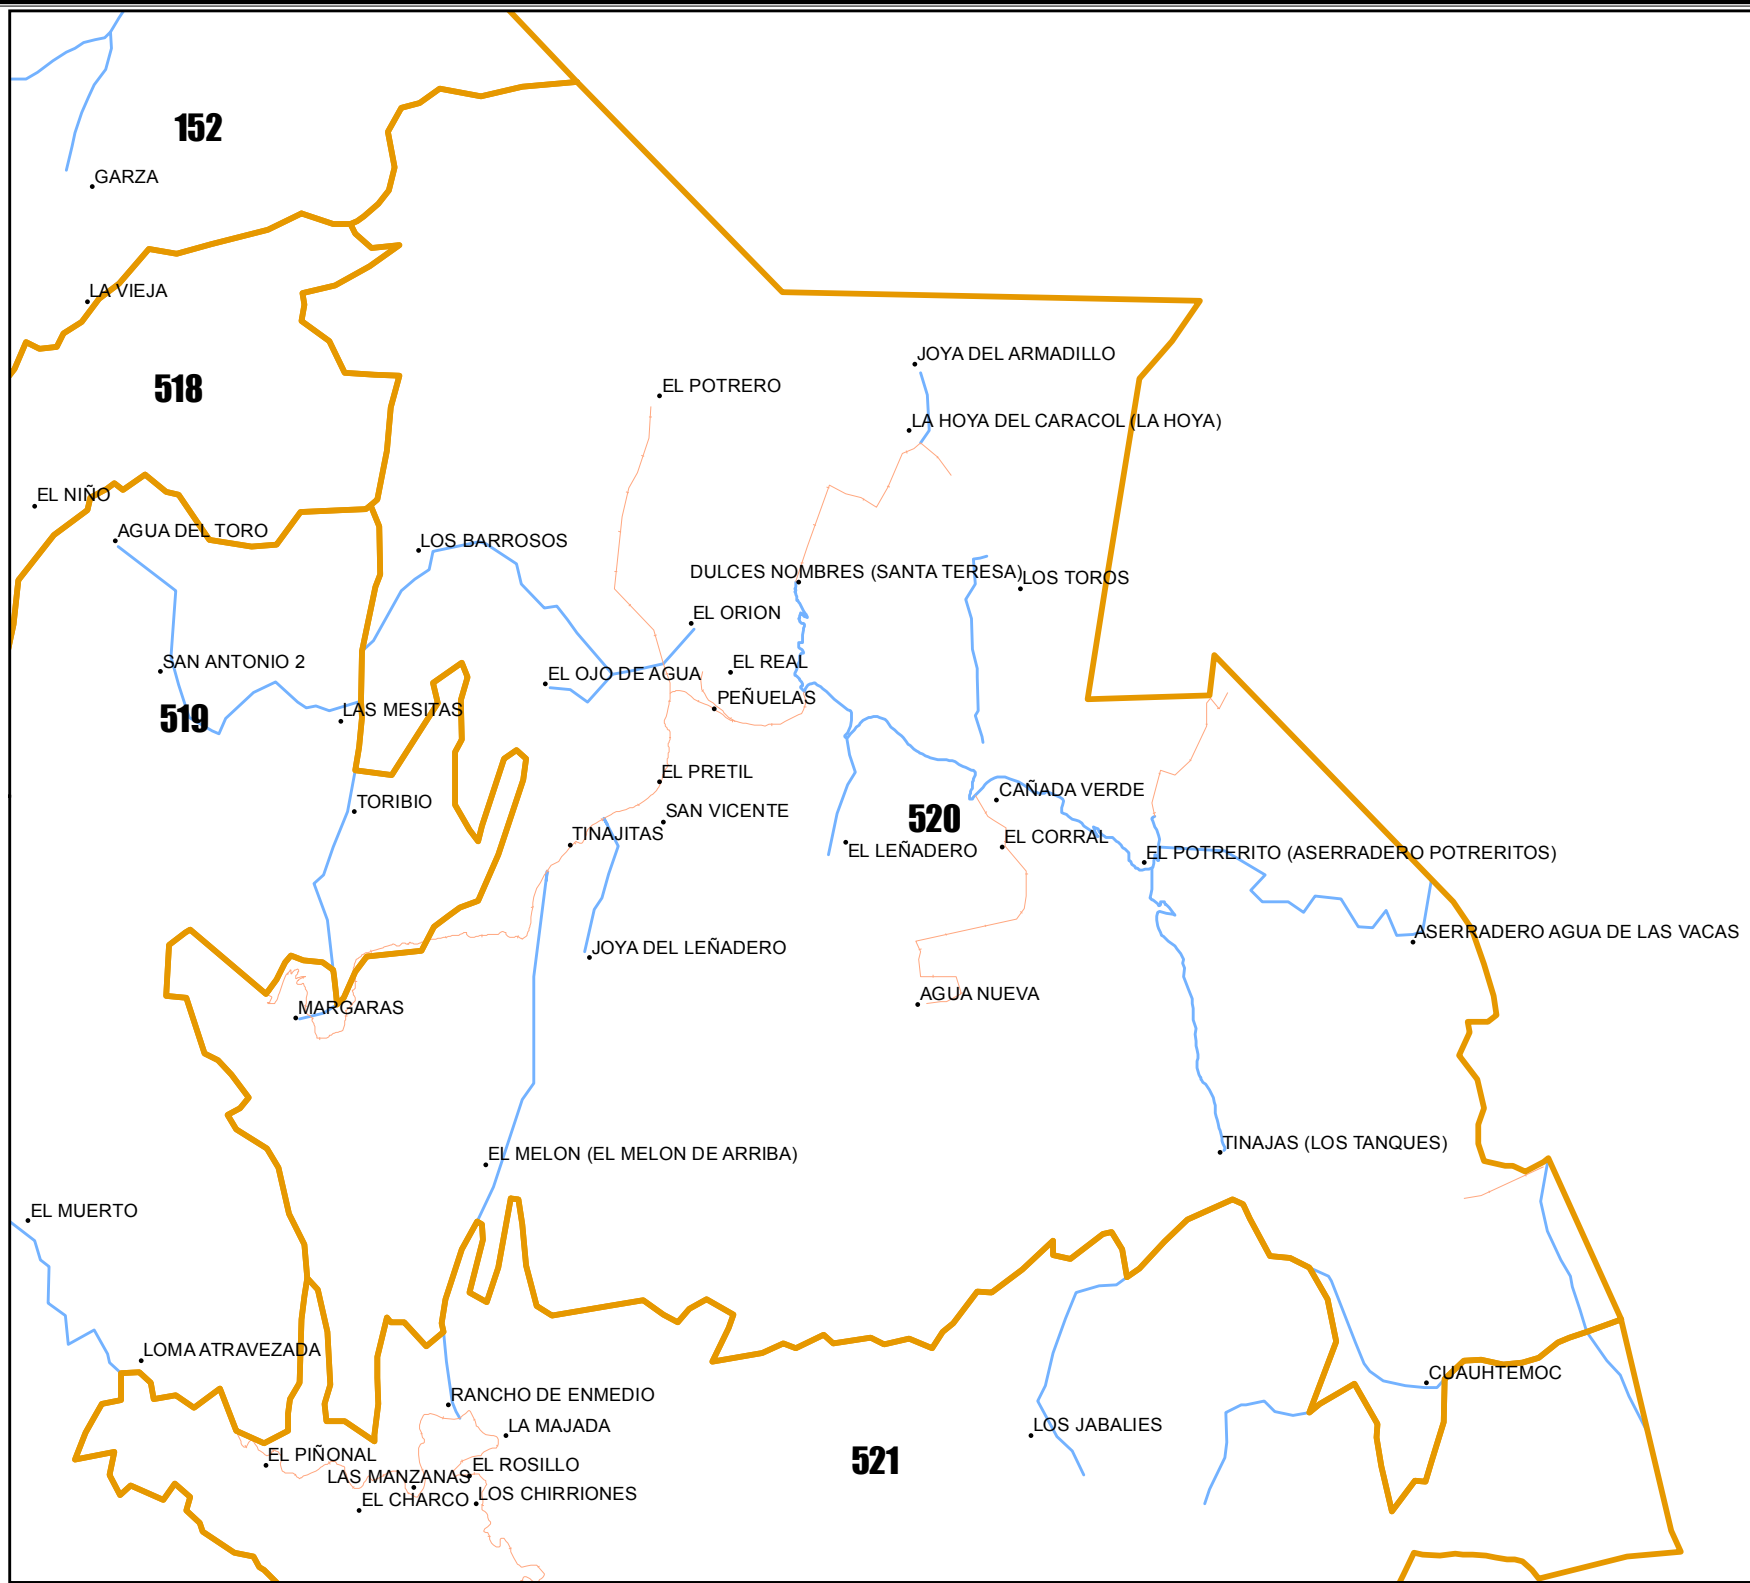 152
GARZA
LA VIEJA
JOYA DEL ARMADILLO
518
EL POTRERO
LA HOYA DEL CARACOL (LA HOYA)
EL NIÑO
AGUA DEL TORO
LOS BARROSOS
DULCES NOMBRES (SANTA TERESA)
LOS TOROS
EL ORION
SAN ANTONIO 2
EL REAL
EL OJO DE AGUA
PEÑUELAS
519
LAS MESITAS
EL PRETIL
CAÑADA VERDE
TORIBIO
SAN VICENTE
520
TINAJITAS
EL CORRAL
EL LEÑADERO
EL POTRERITO (ASERRADERO POTRERITOS)
ASERRADERO AGUA DE LAS VACAS
JOYA DEL LEÑADERO
AGUA NUEVA
MARGARAS
TINAJAS (LOS TANQUES)
EL MELON (EL MELON DE ARRIBA)
EL MUERTO
LOMA ATRAVEZADA
CUAUHTEMOC
RANCHO DE ENMEDIO
LA MAJADA
LOS JABALIES
EL PIÑONAL
521
EL ROSILLO
LAS MANZANAS
LOS CHIRRIONES
EL CHARCO